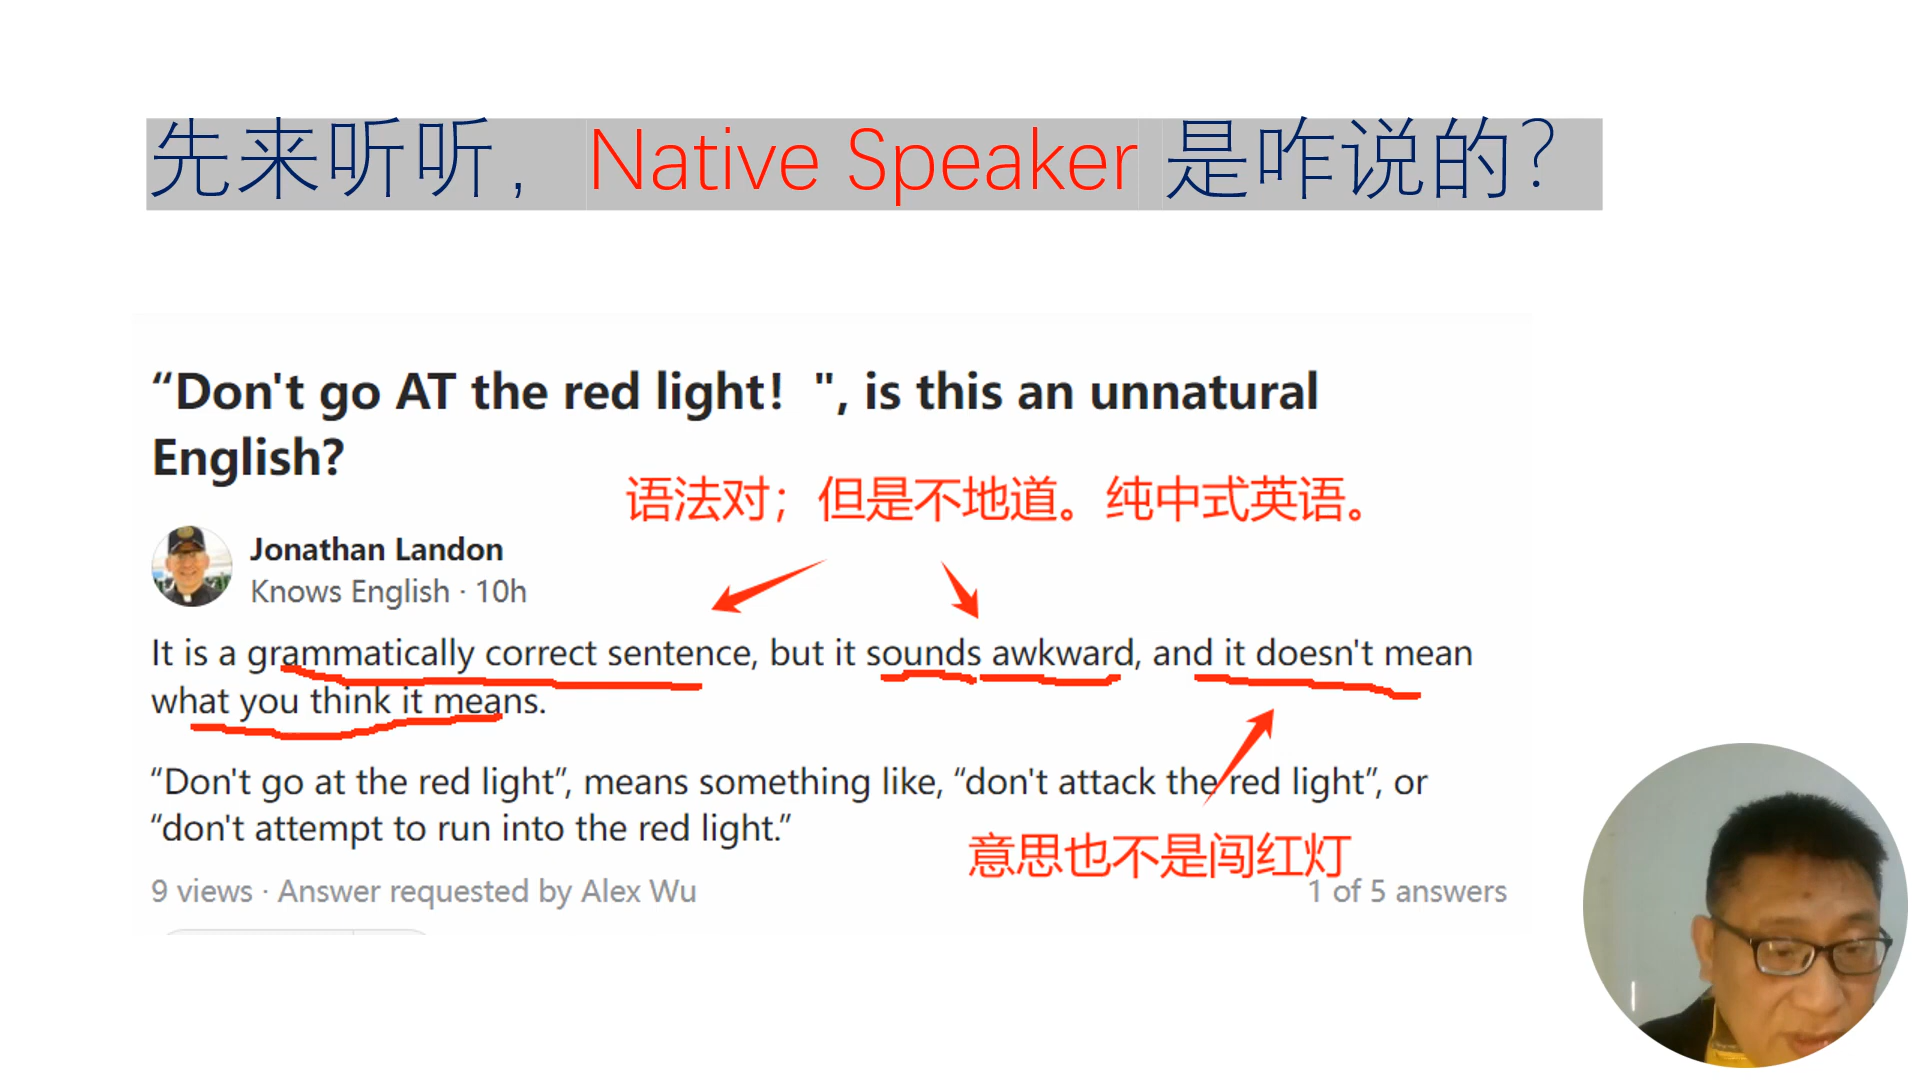 先来听听，Native Speaker 是咋说的？
“Don't go AT the red light！ ", is this an unnatural
English?
语法对；但是不地道。纯中式英语。
Jonathan Landon
Knows English · 10h
It is a grammatically correct sentence, but it sounds awkward, and it doesn't mean
what you think it means.
“Don't go at the red light”, means something like, “don't attack the red light”, or
“don't attempt to run into the red light.”
意思也不是闯红灯
9 views · Answer requested by Alex Wu
1 of 5 answers